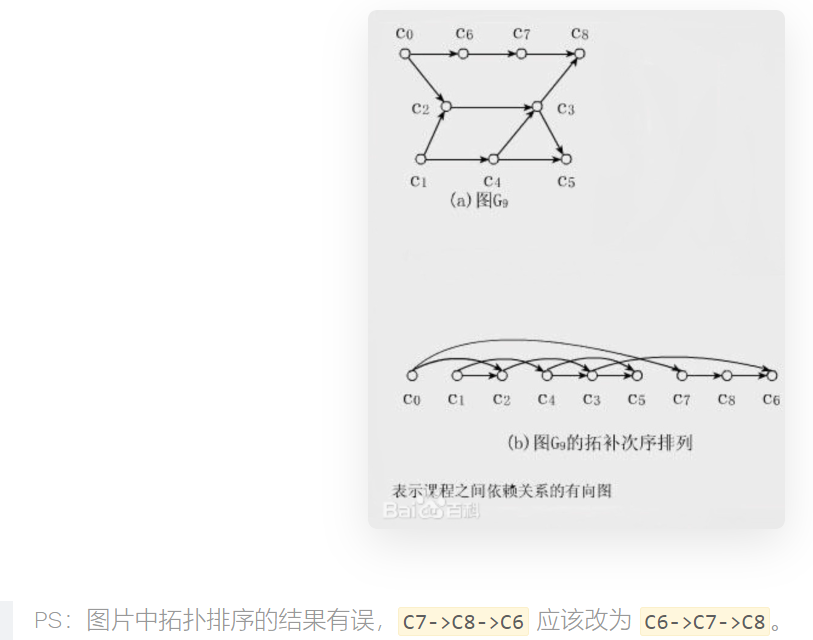 C0 C6 C7 C8
C2 C3
C1 C4 C5
(a)图G9
C0 C1 C2 C4 C3 C5 C7 C8 C6
(b)图G9的拓补次序排列
表示课程之间依赖关系的有向图
Bai百科
PS：图片中拓扑排序的结果有误，C7->C8->C6 应该改为 C6->C7->C8。